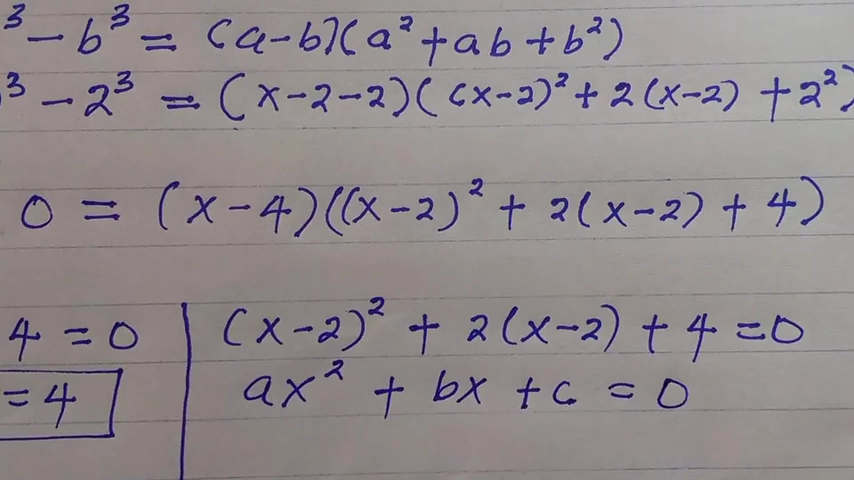 ³ − b³ = (a−b)(a² + ab + b²)
³ − 2³ = (x−2−2)((x−2)² + 2(x−2) + 2²)
0 = (x−4)((x−2)² + 2(x−2) + 4)
4 = 0
= 4
(x−2)² + 2(x−2) + 4 = 0
ax² + bx + c = 0